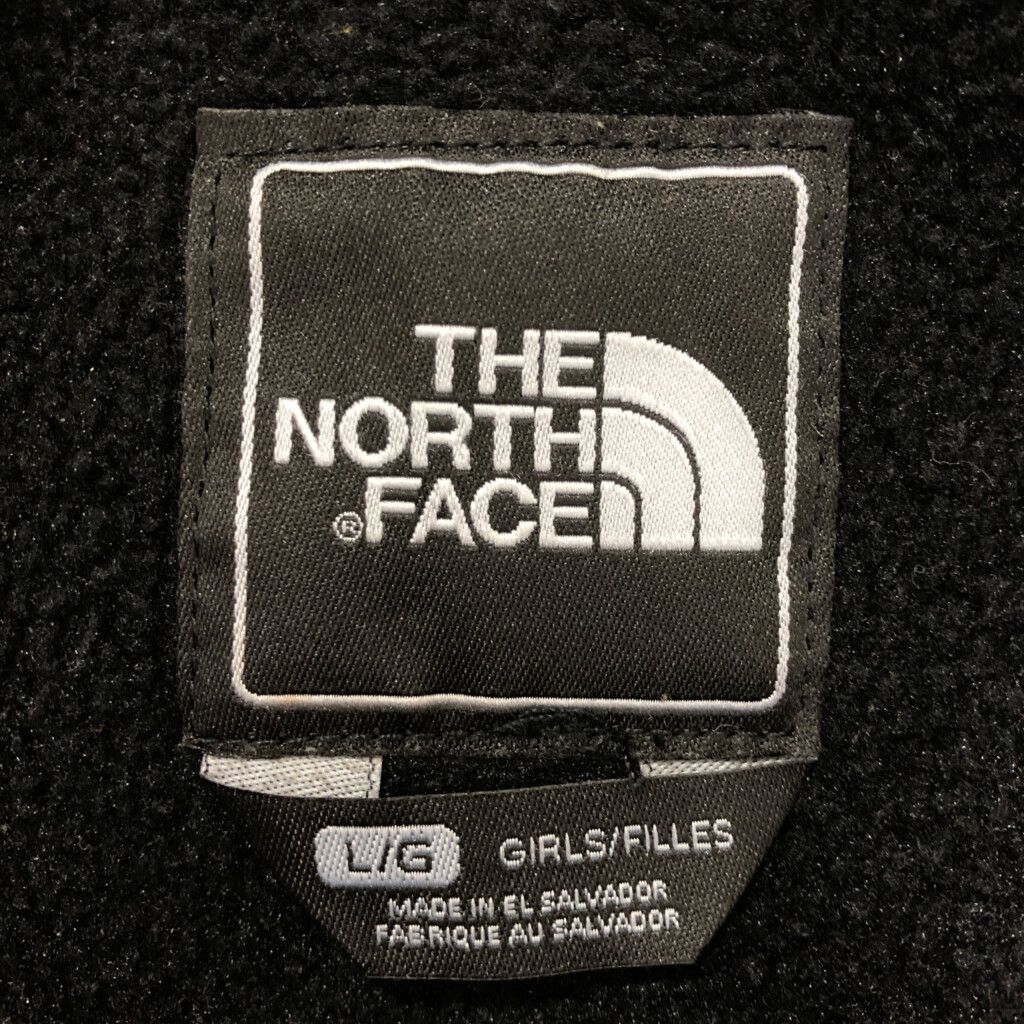 THE
NORTH
®FACE
L/G GIRLS/FILLES
MADE IN EL SALVADOR
FABRIQUE AU SALVADOR